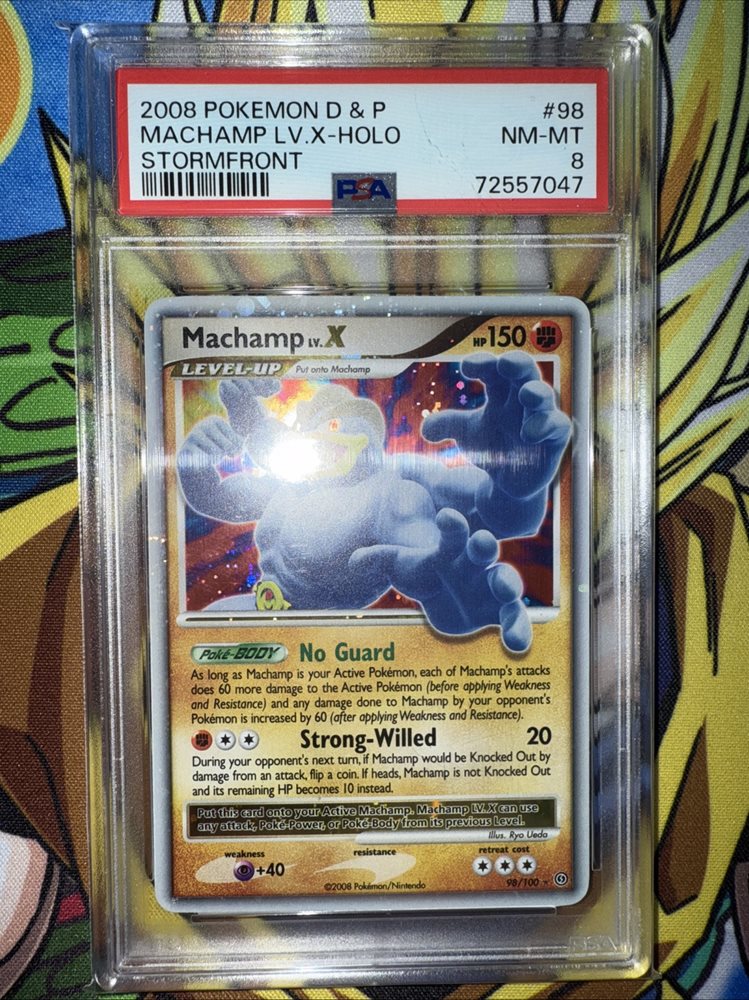 2008 POKEMON D & P #98
MACHAMP LV.X-HOLO NM-MT
STORMFRONT 8
PSA 72557047
Machamp LV.X HP 150
LEVEL-UP Put onto Machamp
Poké-BODY No Guard
As long as Machamp is your Active Pokémon, each of Machamp's attacks
does 60 more damage to the Active Pokémon (before applying Weakness
and Resistance) and any damage done to Machamp by your opponent's
Pokémon is increased by 60 (after applying Weakness and Resistance).
Strong-Willed 20
During your opponent's next turn, if Machamp would be Knocked Out by
damage from an attack, flip a coin. If heads, Machamp is not Knocked Out
and its remaining HP becomes 10 instead.
Put this card onto your Active Machamp. Machamp LV.X can use
any attack, Poké-Power, or Poké-Body from its previous Level.
Illus. Ryo Ueda
weakness resistance retreat cost
+40
©2008 Pokémon/Nintendo 98/100
PSA